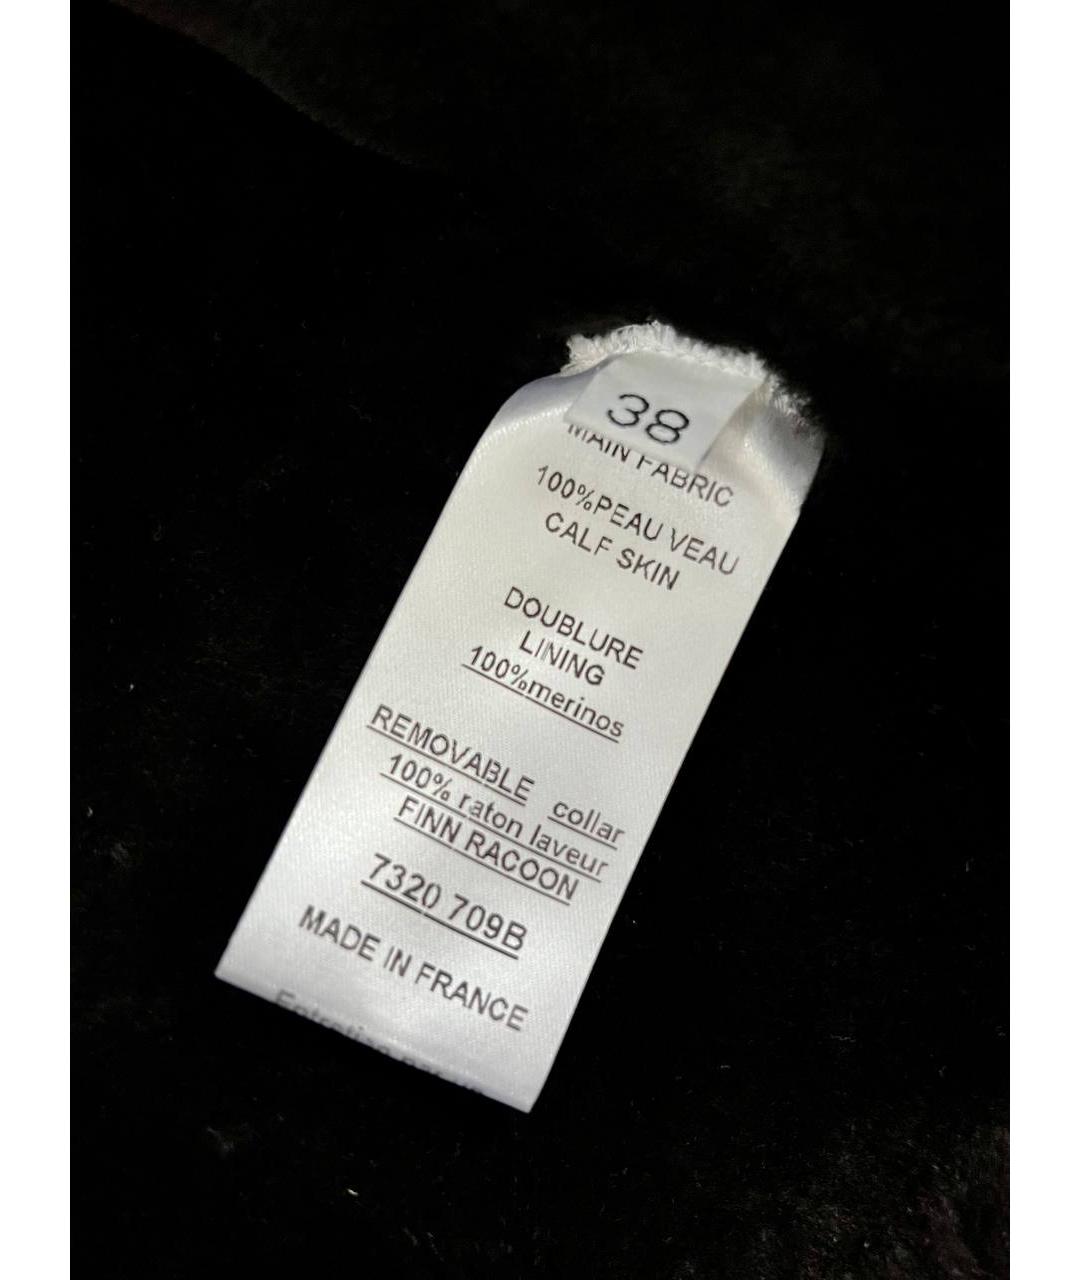 38
MAIN FABRIC
100%PEAU VEAU
CALF SKIN
DOUBLURE
LINING
100%merinos
REMOVABLE collar
100% raton laveur
FINN RACOON
7320 709B
MADE IN FRANCE
Entretien